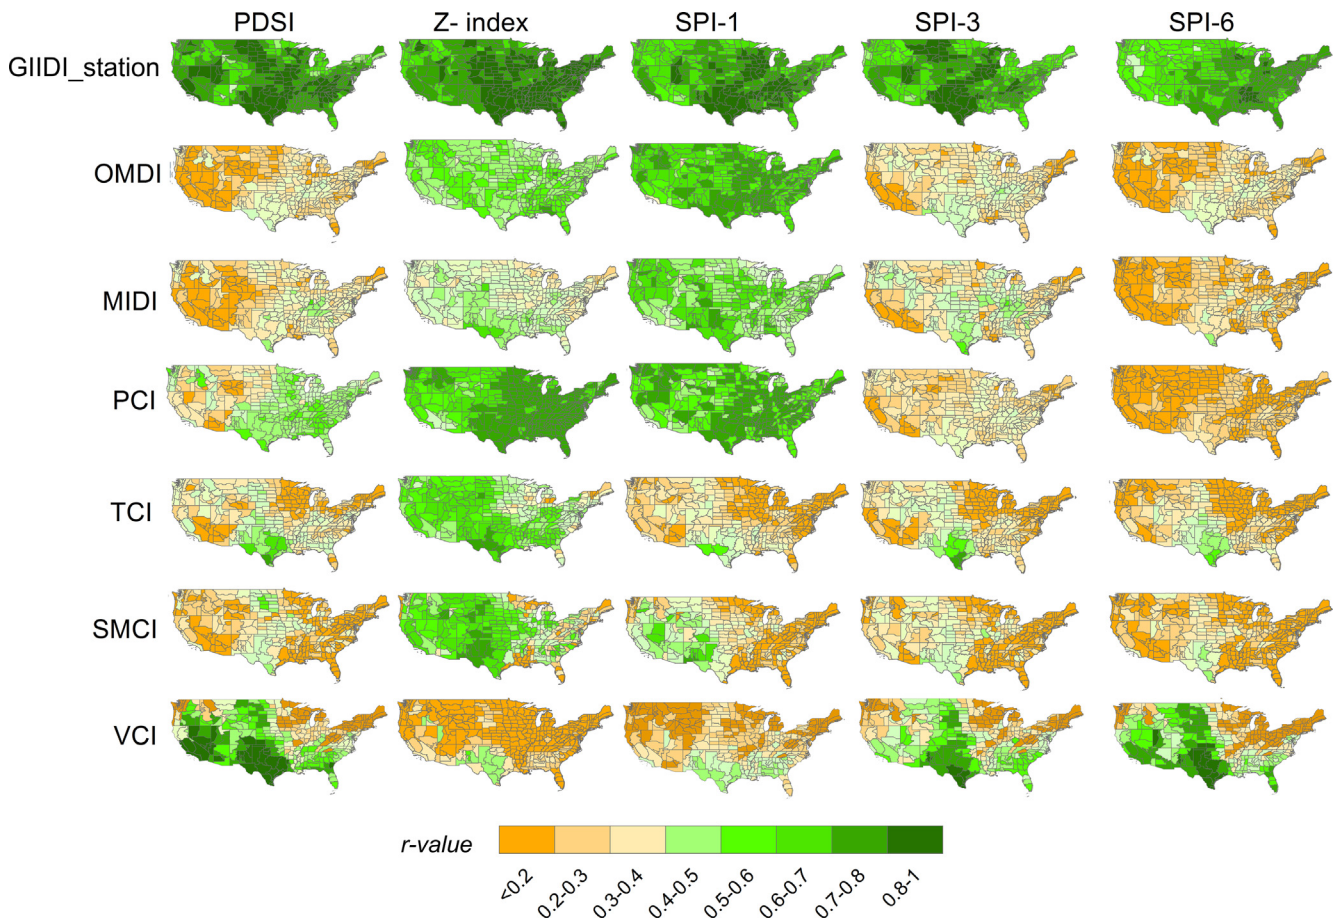 PDSI Z- index SPI-1 SPI-3 SPI-6
GIIDI_station
OMDI
MIDI
PCI
TCI
SMCI
VCI
r-value
<0.2 0.2-0.3 0.3-0.4 0.4-0.5 0.5-0.6 0.6-0.7 0.7-0.8 0.8-1